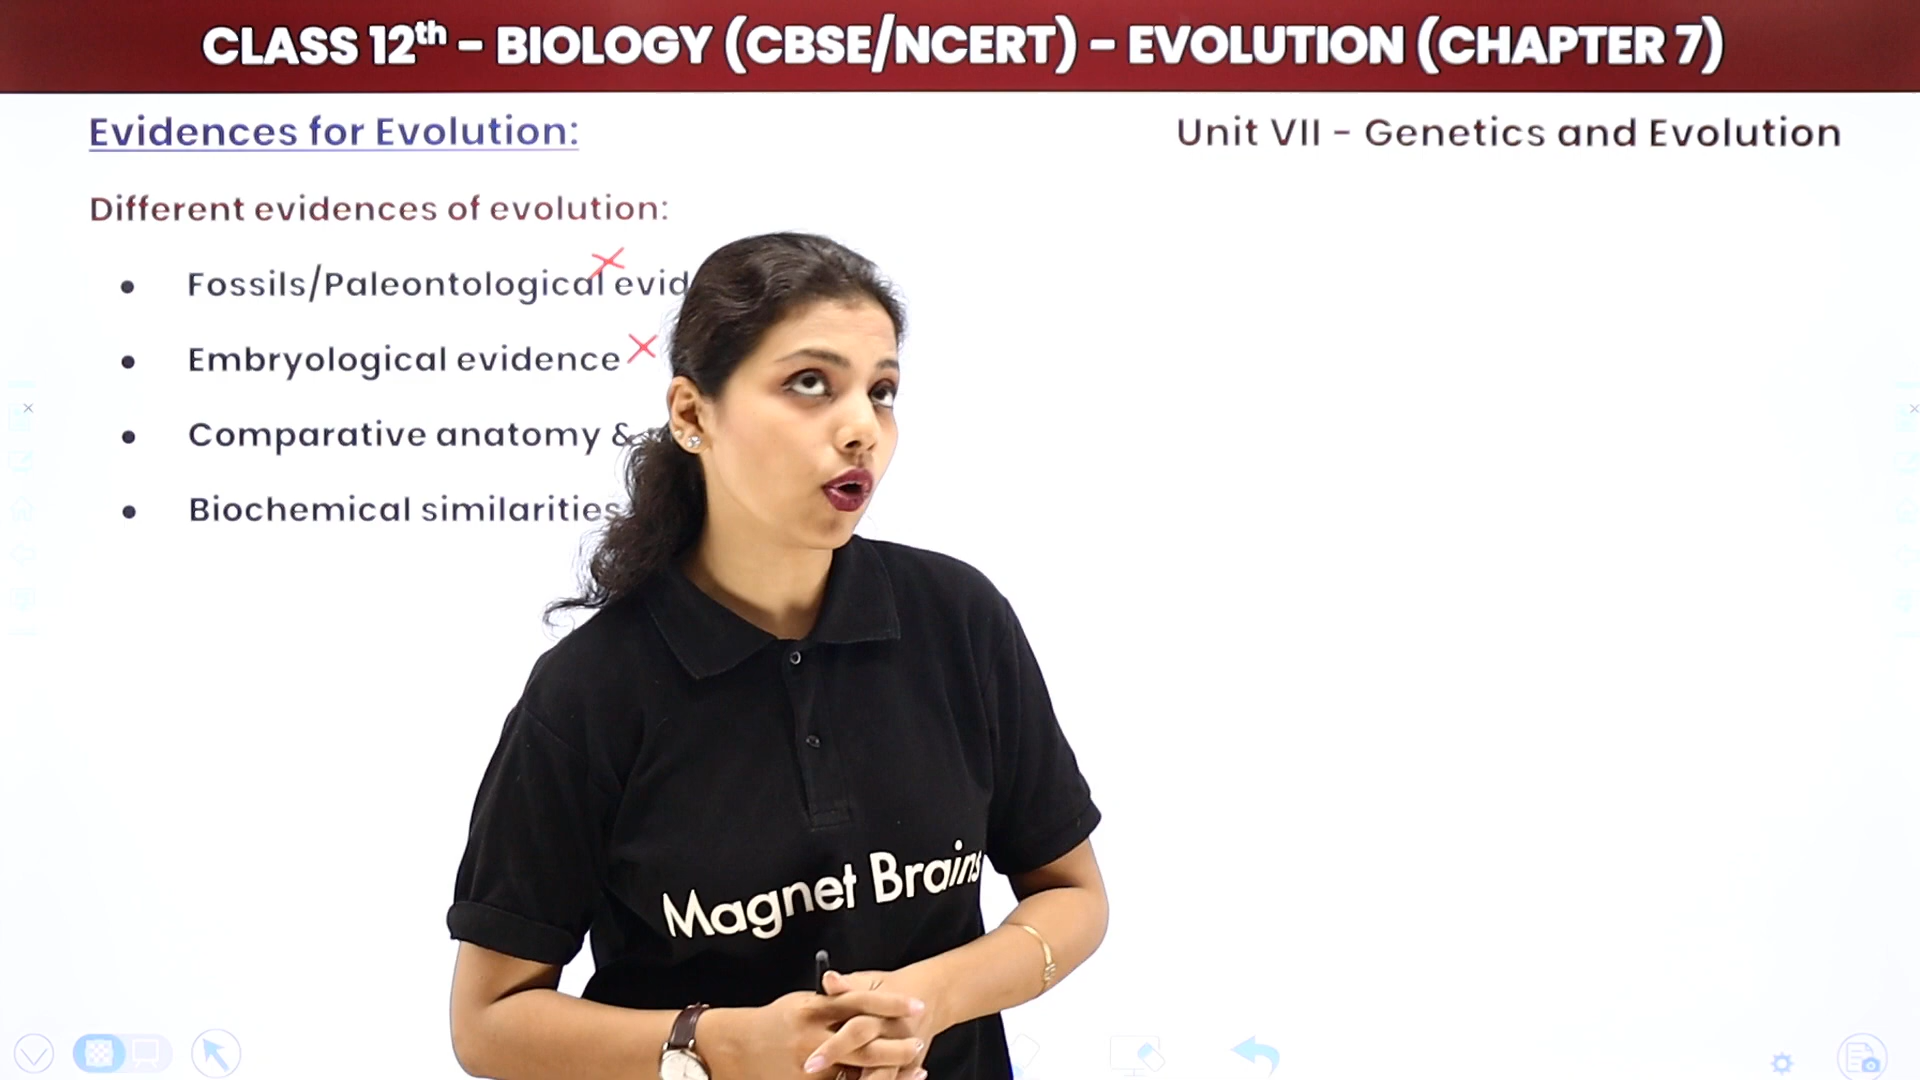 CLASS 12th - BIOLOGY (CBSE/NCERT) - EVOLUTION (CHAPTER 7)
Evidences for Evolution:
Unit VII - Genetics and Evolution
Different evidences of evolution:
• Fossils/Paleontological
• Embryological evidence
• Comparative anatomy &
• Biochemical similarities
Magnet Brains